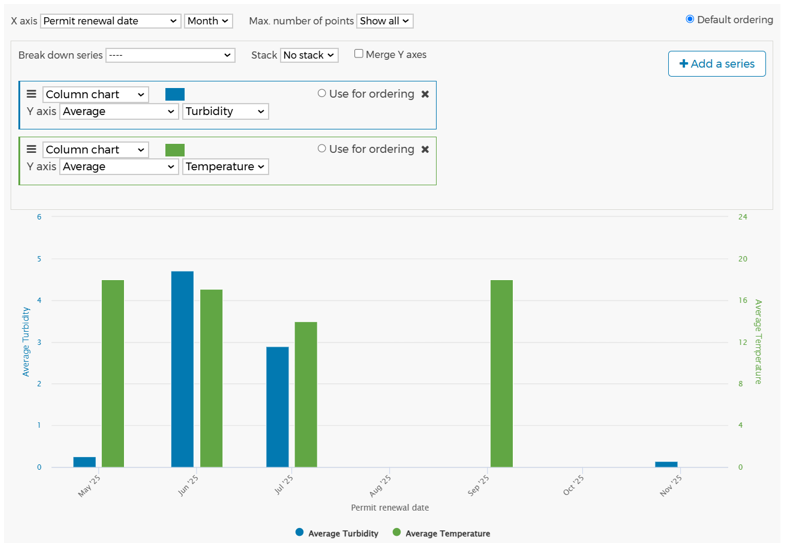 X axis Permit renewal date Month Max. number of points Show all Default ordering
Break down series ---- Stack No stack Merge Y axes
+ Add a series
Column chart Use for ordering ✖
Y axis Average Turbidity
Column chart Use for ordering ✖
Y axis Average Temperature
6 24
5 20
4 16
3 12
2 8
1 4
0 0
Average Turbidity
Average Temperature
May '25 Jun '25 Jul '25 Aug '25 Sep '25 Oct '25 Nov '25
Permit renewal date
Average Turbidity Average Temperature